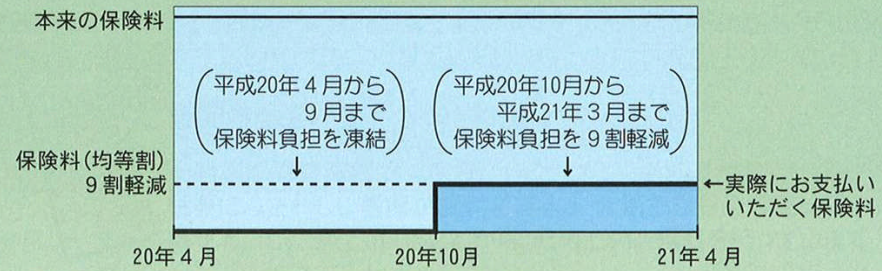 本来の保険料
平成20年4月から
9月まで
保険料負担を凍結
平成20年10月から
平成21年3月まで
保険料負担を9割軽減
保険料(均等割)
9割軽減
←実際にお支払い
いただく保険料
20年4月
20年10月
21年4月